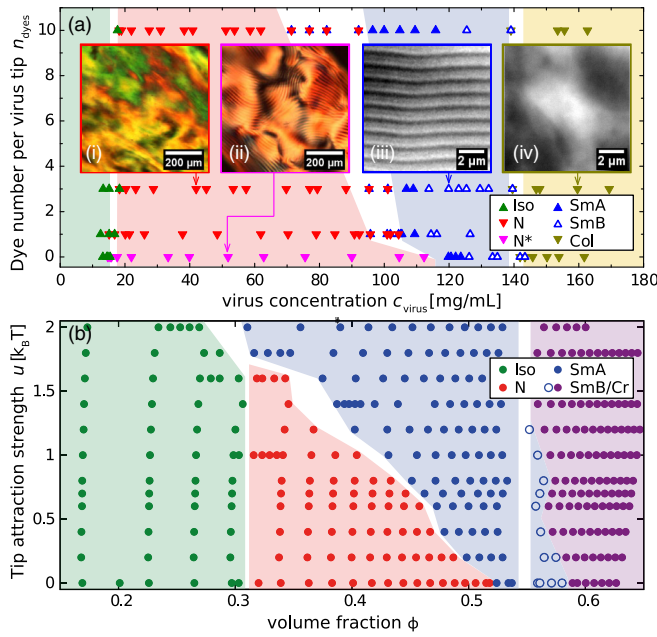 (a)
Dye number per virus tip n_dyes
10
8
6
4
2
0
(i)
200 µm
(ii)
200 µm
(iii)
2 µm
(iv)
2 µm
Iso
N
N*
SmA
SmB
Col
0 20 40 60 80 100 120 140 160 180
virus concentration c_virus [mg/mL]
(b)
Tip attraction strength u [k_BT]
2
1.5
1
0.5
0
Iso
N
SmA
SmB/Cr
0.2 0.3 0.4 0.5 0.6
volume fraction ϕ